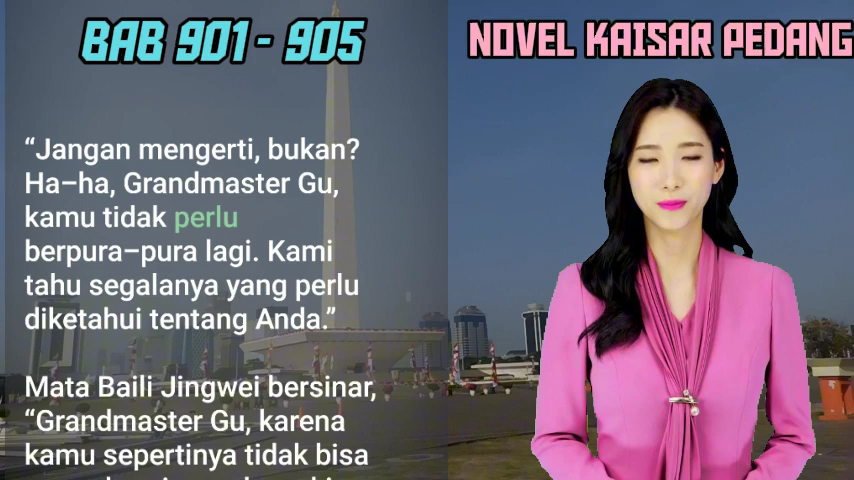 BAB 901 - 905
NOVEL KAISAR PEDANG
“Jangan mengerti, bukan?
Ha–ha, Grandmaster Gu,
kamu tidak perlu
berpura–pura lagi. Kami
tahu segalanya yang perlu
diketahui tentang Anda.”
Mata Baili Jingwei bersinar,
“Grandmaster Gu, karena
kamu sepertinya tidak bisa